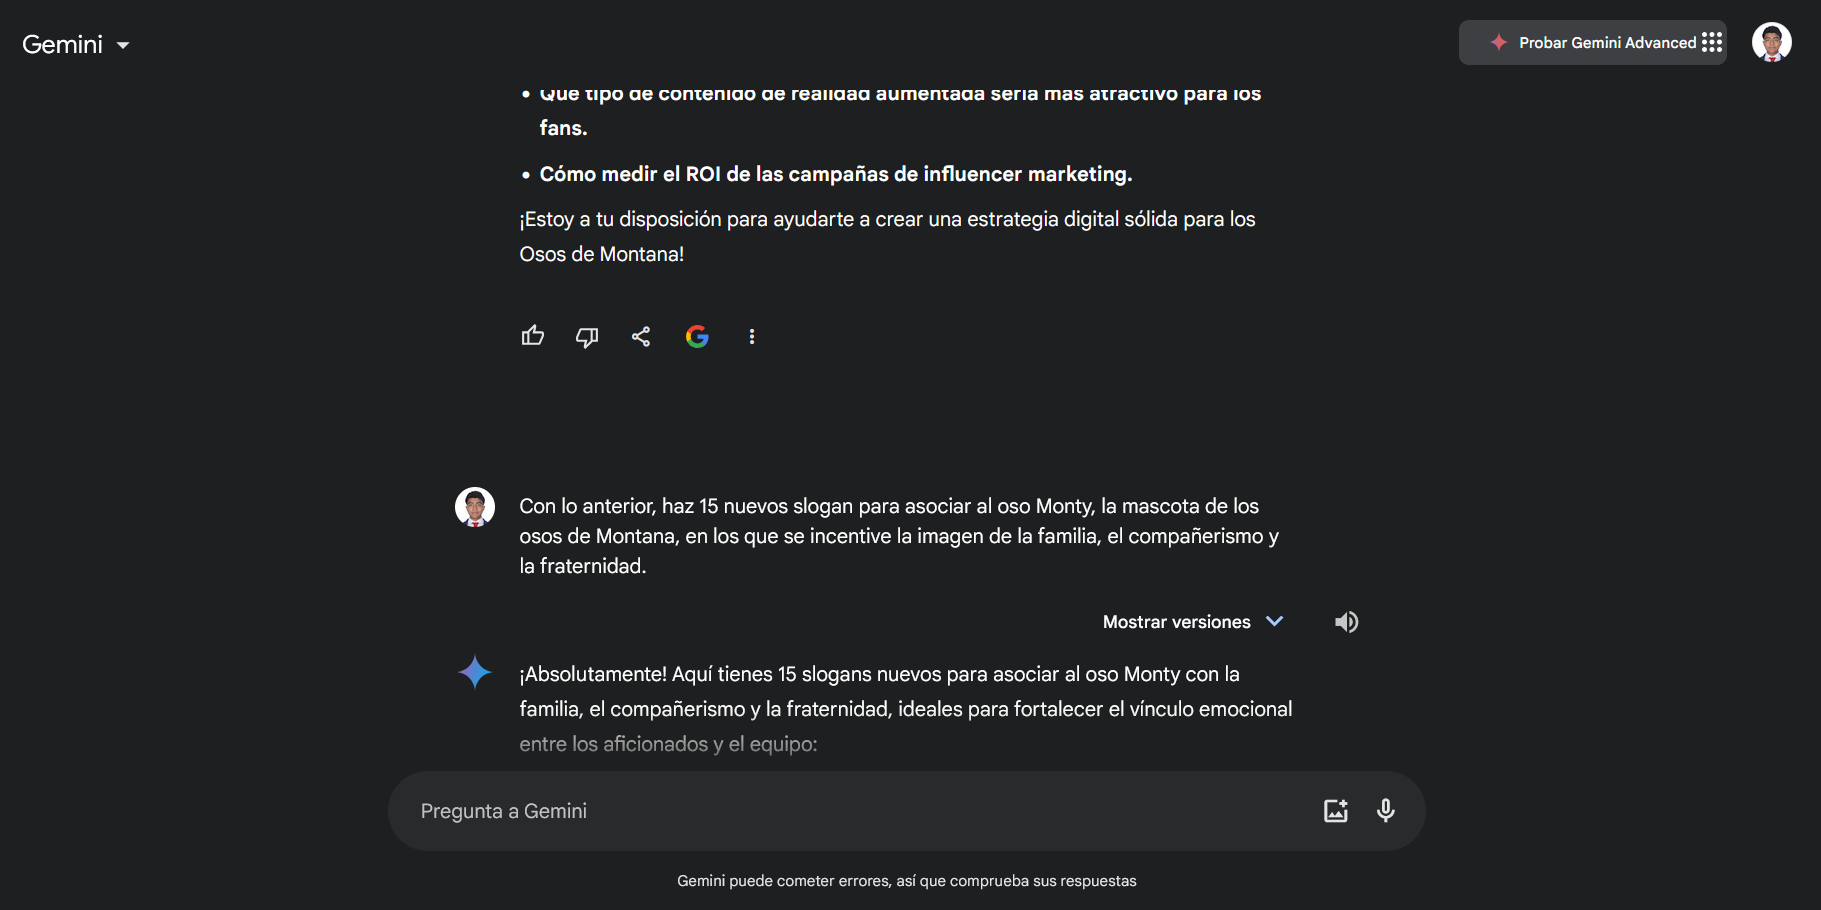 Gemini
Probar Gemini Advanced
• Que tipo de contenido de realidad aumentada sería más atractivo para los
fans.
• Cómo medir el ROI de las campañas de influencer marketing.
¡Estoy a tu disposición para ayudarte a crear una estrategia digital sólida para los
Osos de Montana!
Con lo anterior, haz 15 nuevos slogan para asociar al oso Monty, la mascota de los
osos de Montana, en los que se incentive la imagen de la familia, el compañerismo y
la fraternidad.
Mostrar versiones
¡Absolutamente! Aquí tienes 15 slogans nuevos para asociar al oso Monty con la
familia, el compañerismo y la fraternidad, ideales para fortalecer el vínculo emocional
entre los aficionados y el equipo:
Pregunta a Gemini
Gemini puede cometer errores, así que comprueba sus respuestas